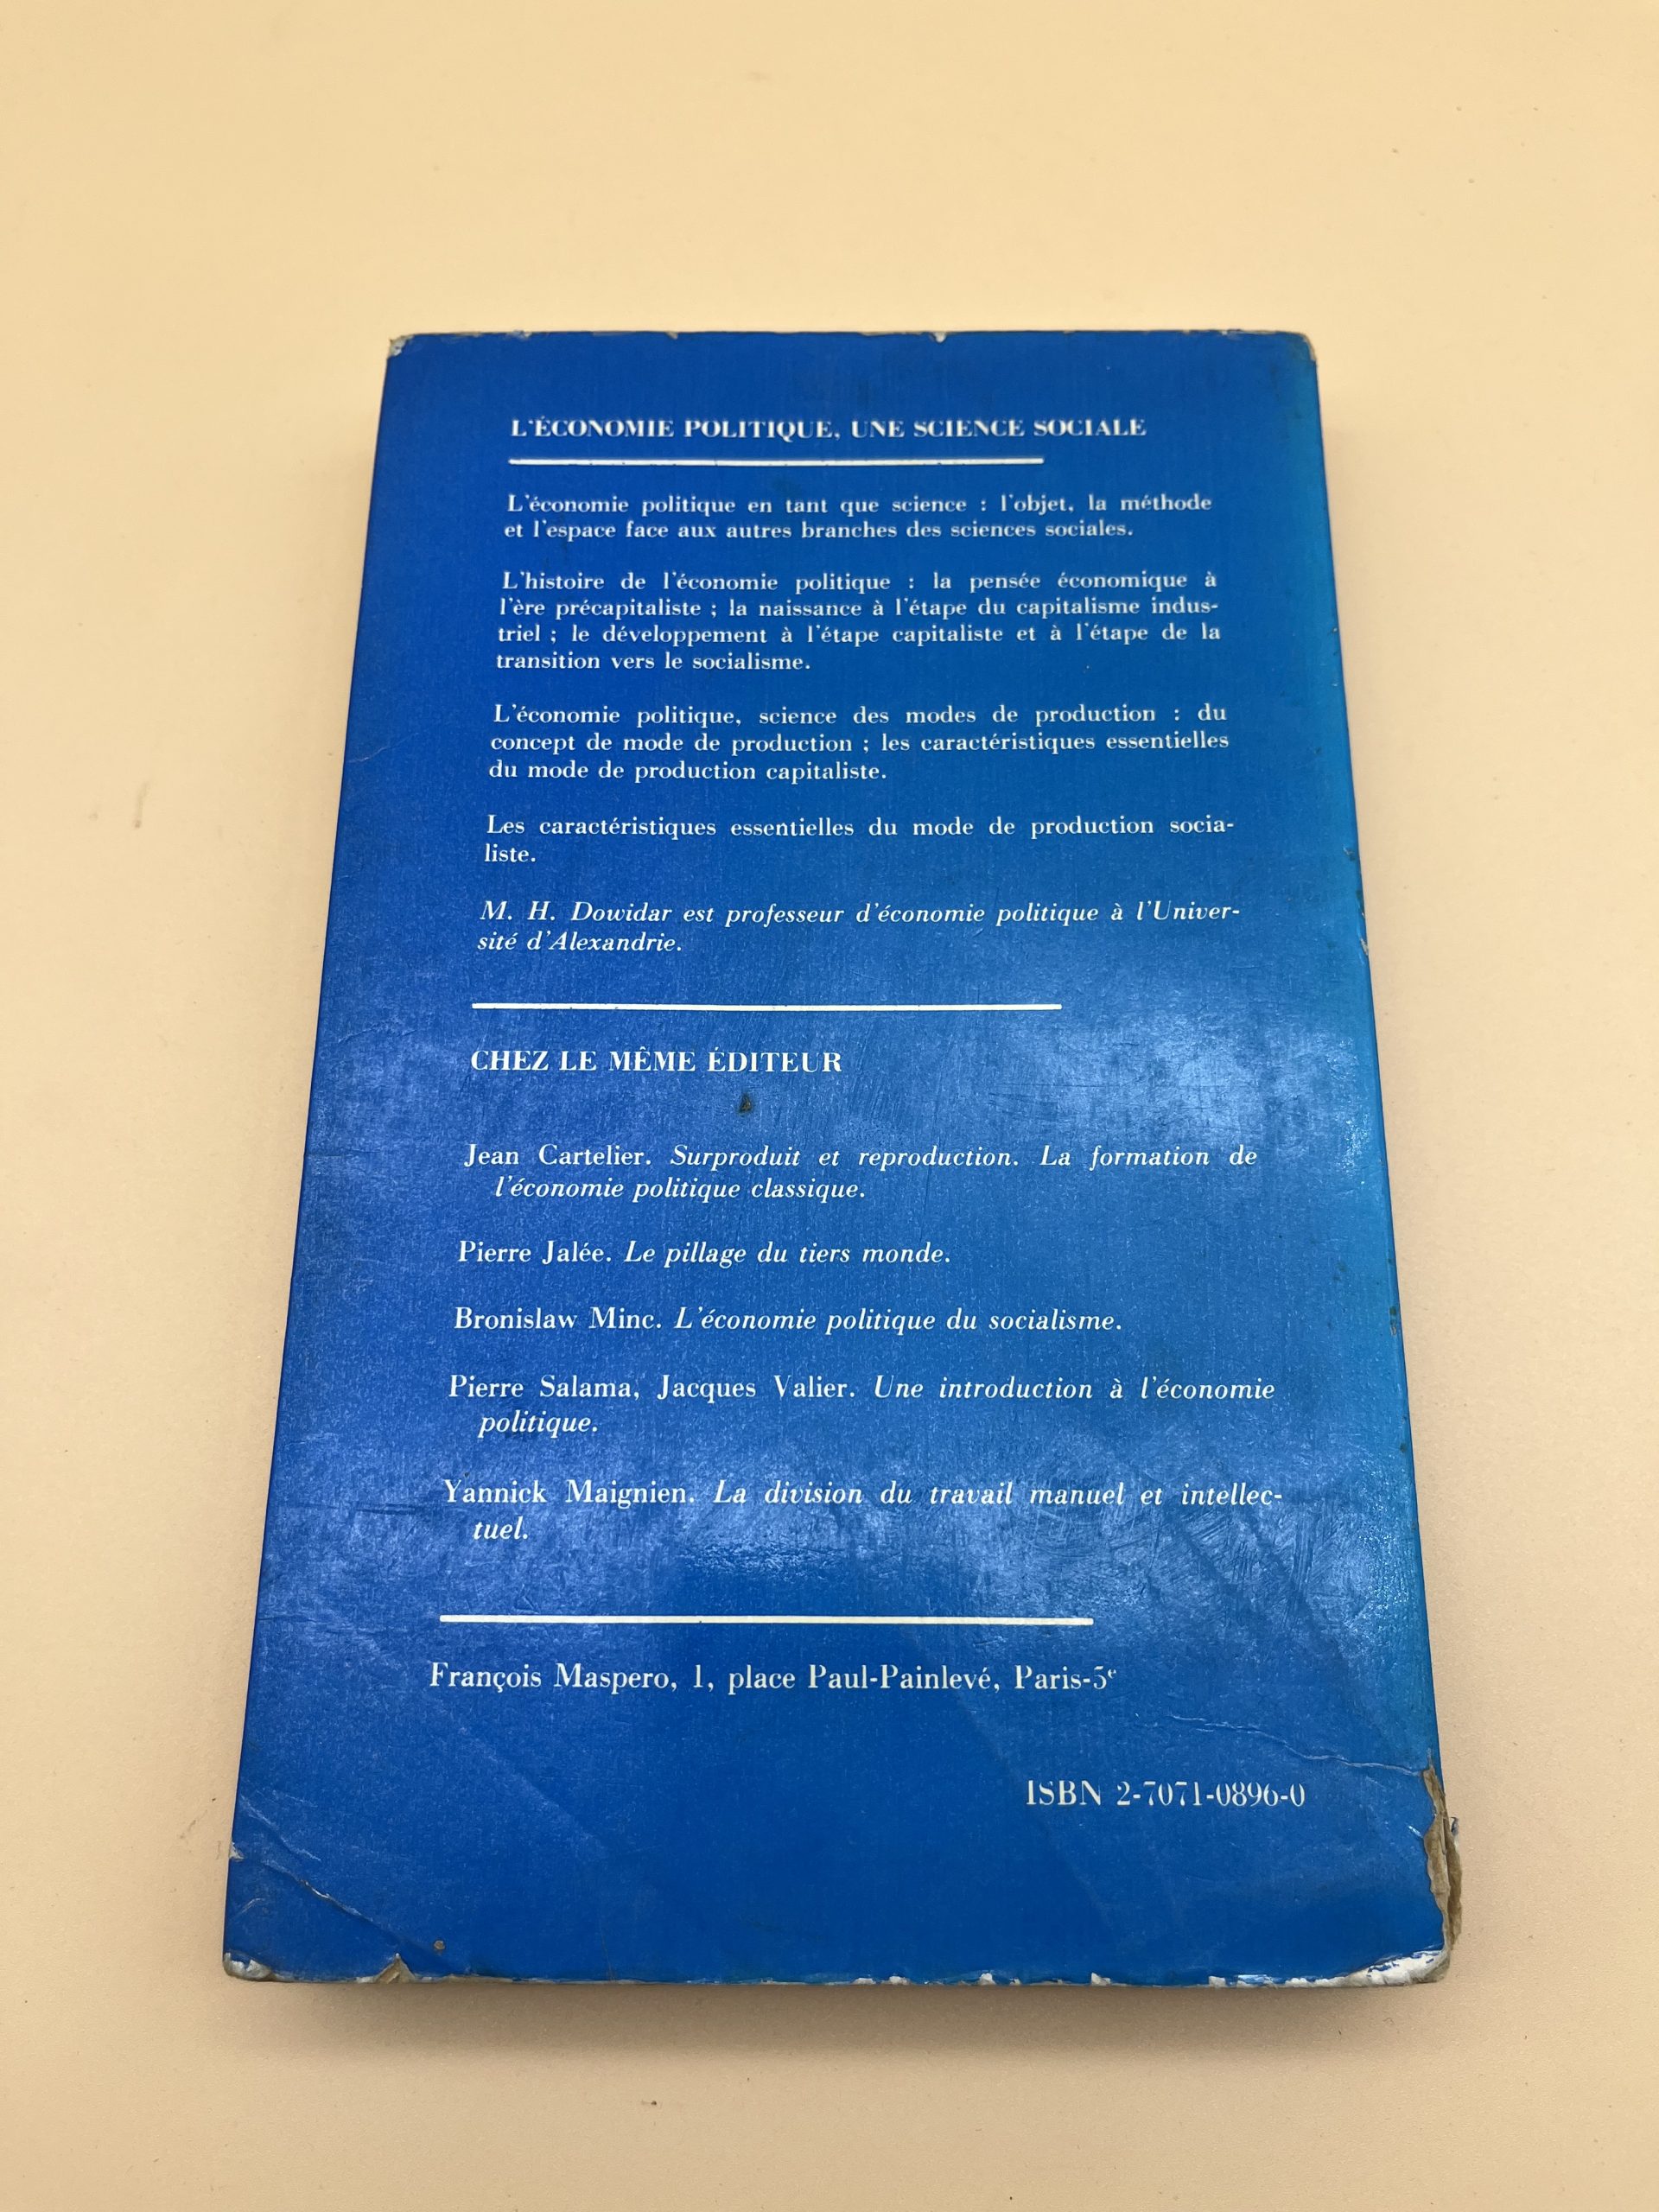 L'ÉCONOMIE POLITIQUE, UNE SCIENCE SOCIALE
L'économie politique en tant que science : l'objet, la méthode
et l'espace face aux autres branches des sciences sociales.
L'histoire de l'économie politique : la pensée économique à
l'ère précapitaliste ; la naissance à l'étape du capitalisme indus-
triel ; le développement à l'étape capitaliste et à l'étape de la
transition vers le socialisme.
L'économie politique, science des modes de production : du
concept de mode de production ; les caractéristiques essentielles
du mode de production capitaliste.
Les caractéristiques essentielles du mode de production socia-
liste.
M. H. Dowidar est professeur d'économie politique à l'Univer-
sité d'Alexandrie.
CHEZ LE MÊME ÉDITEUR
Jean Cartelier. Surproduit et reproduction. La formation de
l'économie politique classique.
Pierre Jalée. Le pillage du tiers monde.
Bronislaw Minc. L'économie politique du socialisme.
Pierre Salama, Jacques Valier. Une introduction à l'économie
politique.
Yannick Maignien. La division du travail manuel et intellec-
tuel.
François Maspero, 1, place Paul-Painlevé, Paris-5e
ISBN 2-7071-0896-0